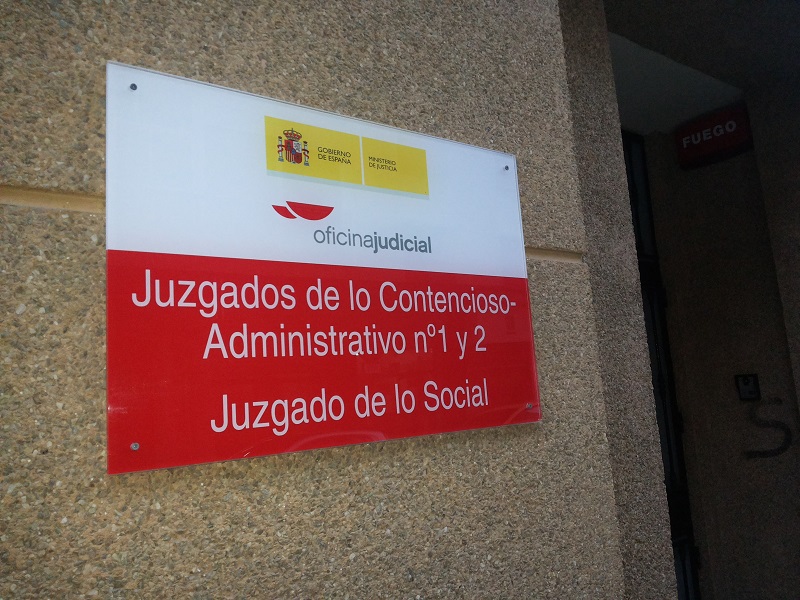 GOBIERNO
DE ESPAÑA
MINISTERIO
DE JUSTICIA
oficinajudicial
Juzgados de lo Contencioso-
Administrativo nº1 y 2
Juzgado de lo Social
FUEGO
S